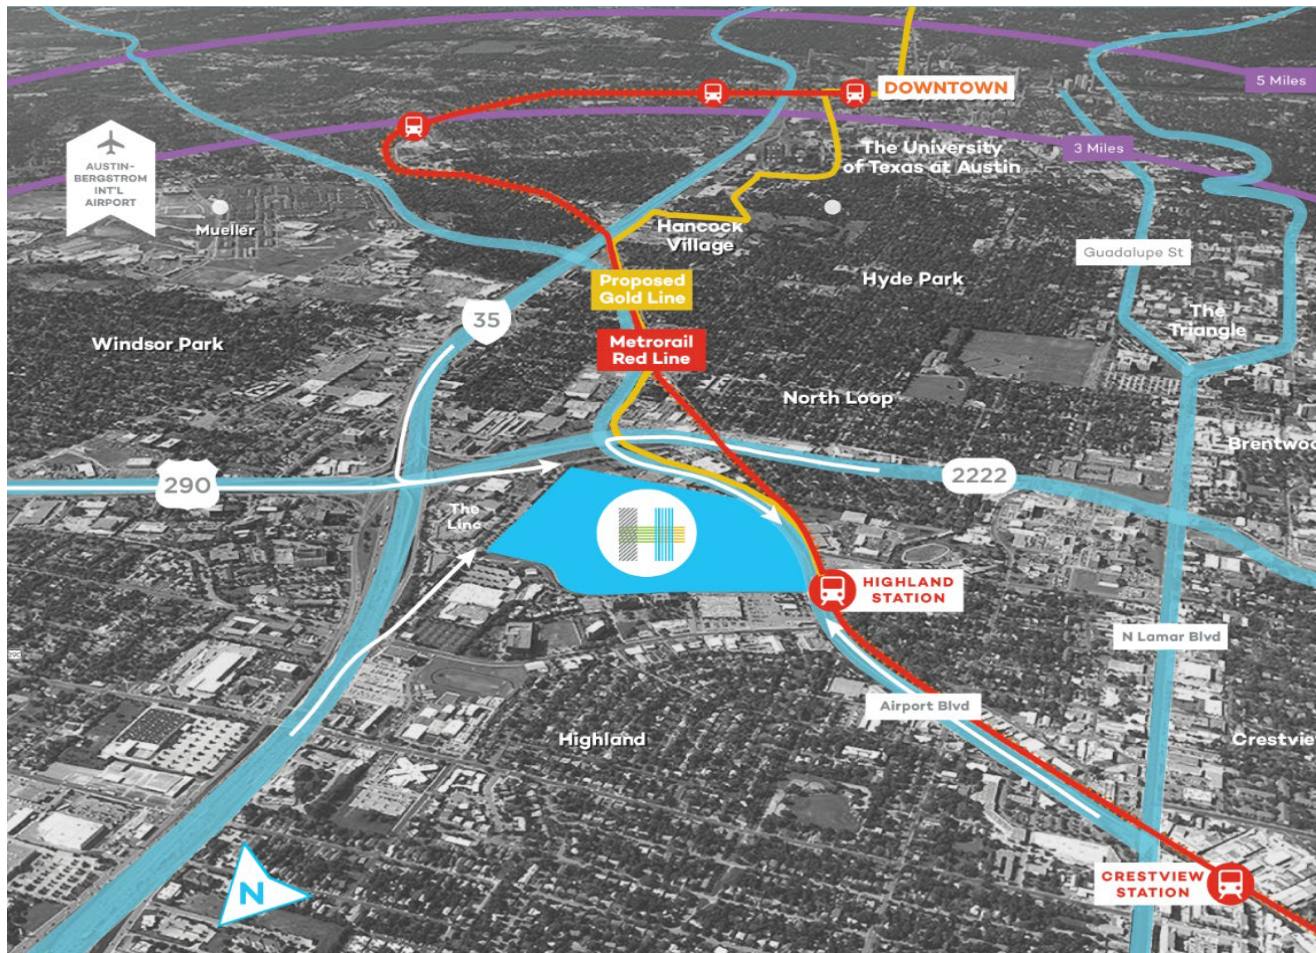 5 Miles
DOWNTOWN
3 Miles
The University
of Texas at Austin
AUSTIN-
BERGSTROM
INT'L
AIRPORT
Mueller
Hancock
Village
Guadalupe St
Hyde Park
Proposed
Gold Line
35
The
Triangle
Windsor Park
Metrorail
Red Line
North Loop
Brentwoo
290
2222
The
Linc
H
HIGHLAND
STATION
N Lamar Blvd
Airport Blvd
Highland
Crestvie
CRESTVIEW
STATION
N